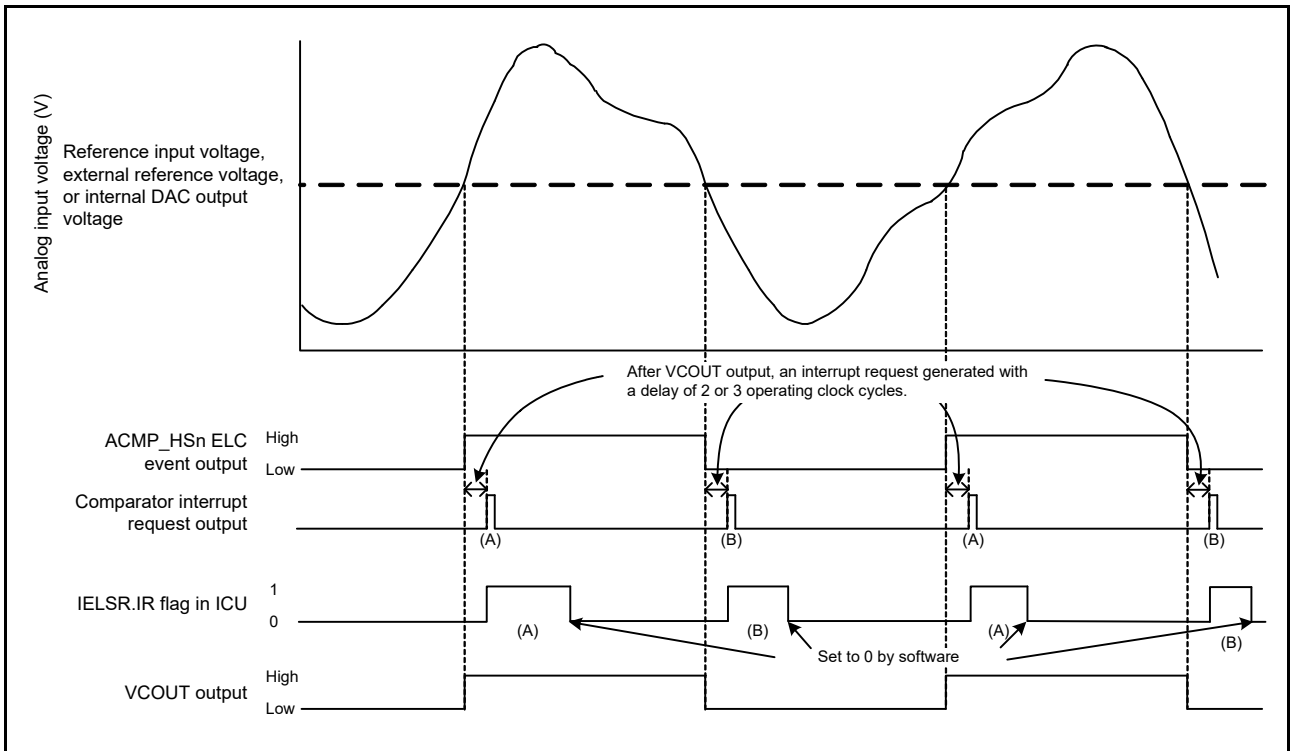 Analog input voltage (V)
Reference input voltage,
external reference voltage,
or internal DAC output
voltage
After VCOUT output, an interrupt request generated with
a delay of 2 or 3 operating clock cycles.
ACMP_HSn ELC
event output
High
Low
Comparator interrupt
request output
(A)
(B)
(A)
(B)
IELSR.IR flag in ICU
1
0
(A)
(B)
(A)
(B)
Set to 0 by software
VCOUT output
High
Low